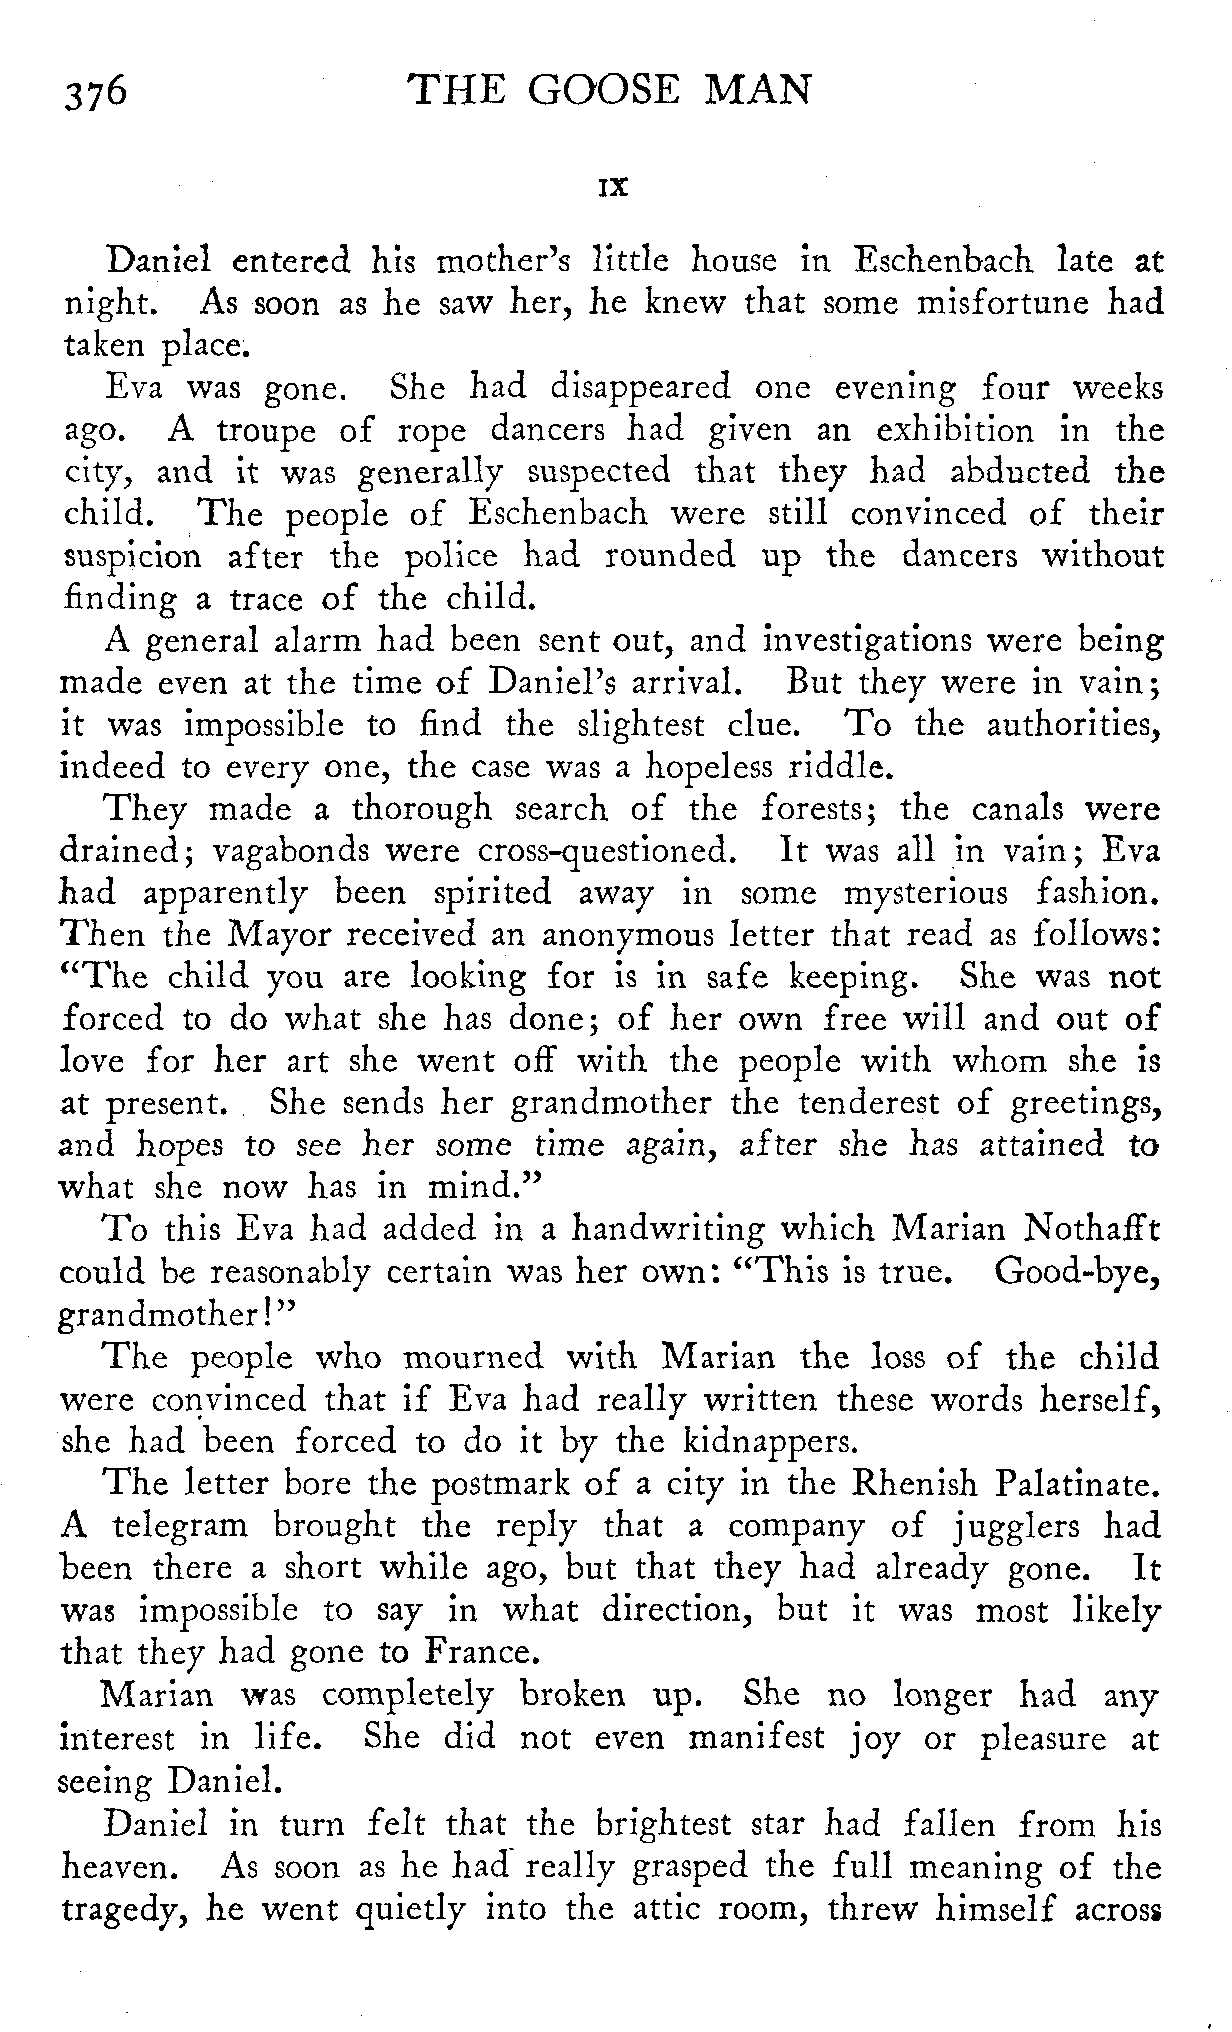 376 THE GOOSE MAN
IX
Daniel entered his mother's little house in Eschenbach late at
night. As soon as he saw her, he knew that some misfortune had
taken place.
Eva was gone. She had disappeared one evening four weeks
ago. A troupe of rope dancers had given an exhibition in the
city, and it was generally suspected that they had abducted the
child. The people of Eschenbach were still convinced of their
suspicion after the police had rounded up the dancers without
finding a trace of the child.
A general alarm had been sent out, and investigations were being
made even at the time of Daniel's arrival. But they were in vain;
it was impossible to find the slightest clue. To the authorities,
indeed to every one, the case was a hopeless riddle.
They made a thorough search of the forests; the canals were
drained; vagabonds were cross-questioned. It was all in vain; Eva
had apparently been spirited away in some mysterious fashion.
Then the Mayor received an anonymous letter that read as follows:
"The child you are looking for is in safe keeping. She was not
forced to do what she has done; of her own free will and out of
love for her art she went off with the people with whom she is
at present. She sends her grandmother the tenderest of greetings,
and hopes to see her some time again, after she has attained to
what she now has in mind."
To this Eva had added in a handwriting which Marian Nothafft
could be reasonably certain was her own: "This is true. Good-bye,
grandmother!"
The people who mourned with Marian the loss of the child
were convinced that if Eva had really written these words herself,
she had been forced to do it by the kidnappers.
The letter bore the postmark of a city in the Rhenish Palatinate.
A telegram brought the reply that a company of jugglers had
been there a short while ago, but that they had already gone. It
was impossible to say in what direction, but it was most likely
that they had gone to France.
Marian was completely broken up. She no longer had any
interest in life. She did not even manifest joy or pleasure at
seeing Daniel.
Daniel in turn felt that the brightest star had fallen from his
heaven. As soon as he had really grasped the full meaning of the
tragedy, he went quietly into the attic room, threw himself across